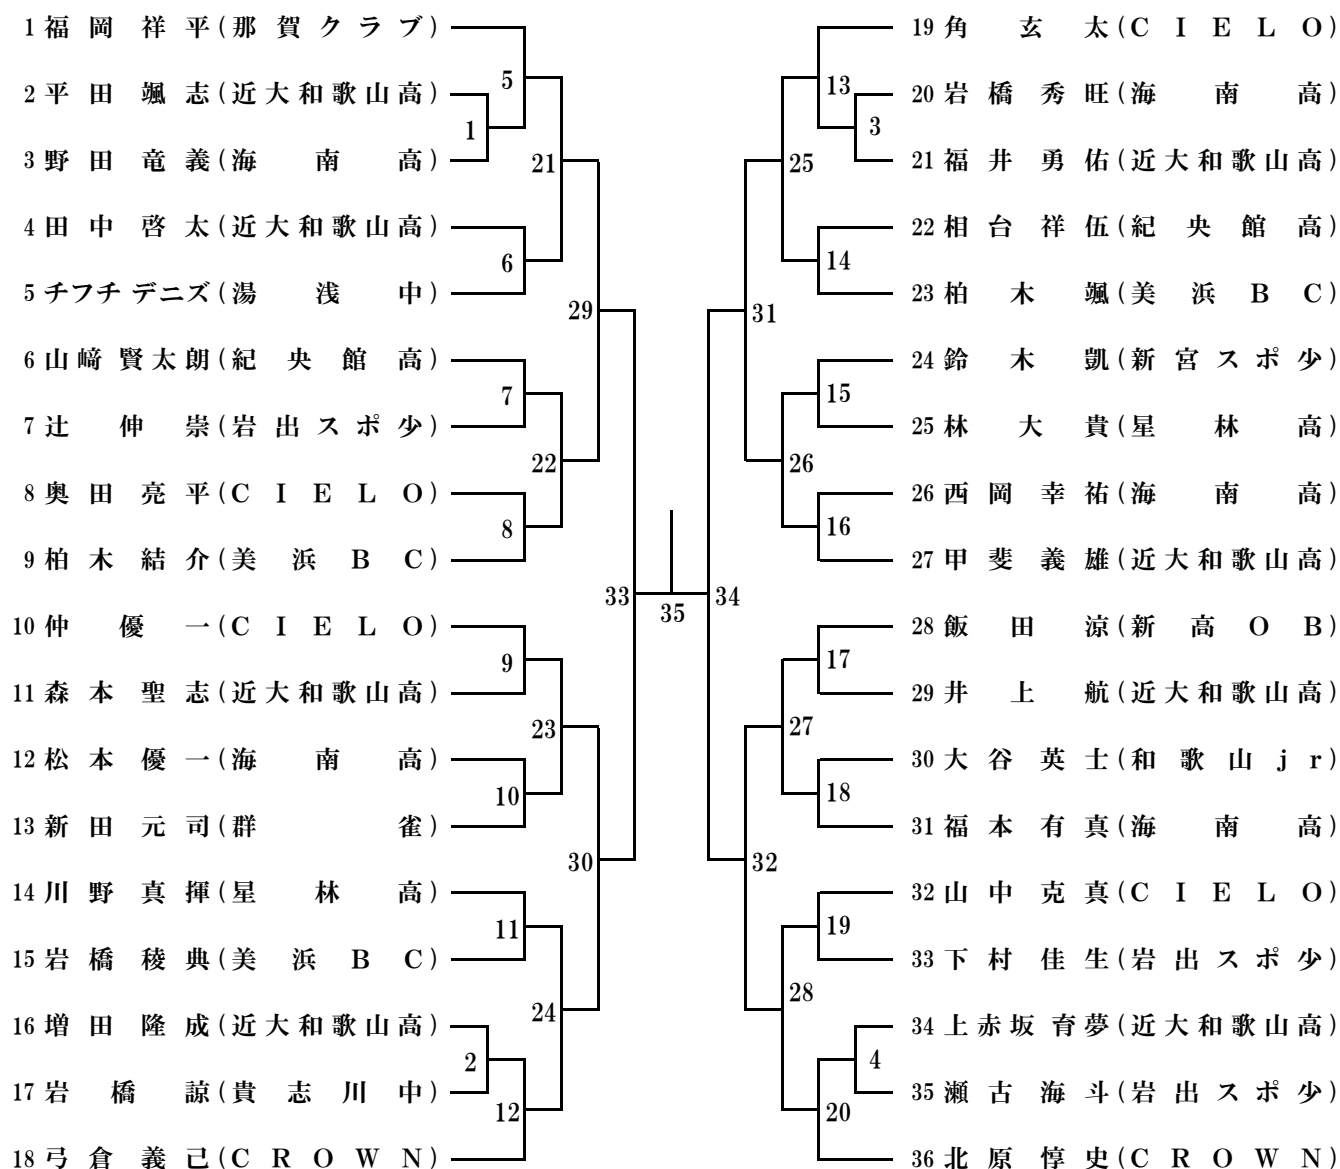 1 福岡祥平(那賀クラブ)
2 平田颯志(近大和歌山高)
3 野田竜義(海南高)
4 田中啓太(近大和歌山高)
5 チフチ デニズ(湯浅中)
6 山﨑賢太朗(紀央館高)
7 辻伸崇(岩出スポ少)
8 奥田亮平(CIELO)
9 柏木結介(美浜BC)
10 仲優一(CIELO)
11 森本聖志(近大和歌山高)
12 松本優一(海南高)
13 新田元司(群雀)
14 川野真揮(星林高)
15 岩橋稜典(美浜BC)
16 増田隆成(近大和歌山高)
17 岩橋諒(貴志川中)
18 弓倉義己(CROWN)
5
1
21
6
29
7
22
8
33
9
23
10
30
11
24
2
12
35
13
3
25
14
31
15
26
16
34
17
27
18
32
19
28
4
20
19 角玄太(CIELO)
20 岩橋秀旺(海南高)
21 福井勇佑(近大和歌山高)
22 相台祥伍(紀央館高)
23 柏木颯(美浜BC)
24 鈴木凱(新宮スポ少)
25 林大貴(星林高)
26 西岡幸祐(海南高)
27 甲斐義雄(近大和歌山高)
28 飯田涼(新高OB)
29 井上航(近大和歌山高)
30 大谷英士(和歌山jr)
31 福本有真(海南高)
32 山中克真(CIELO)
33 下村佳生(岩出スポ少)
34 上赤坂育夢(近大和歌山高)
35 瀬古海斗(岩出スポ少)
36 北原惇史(CROWN)